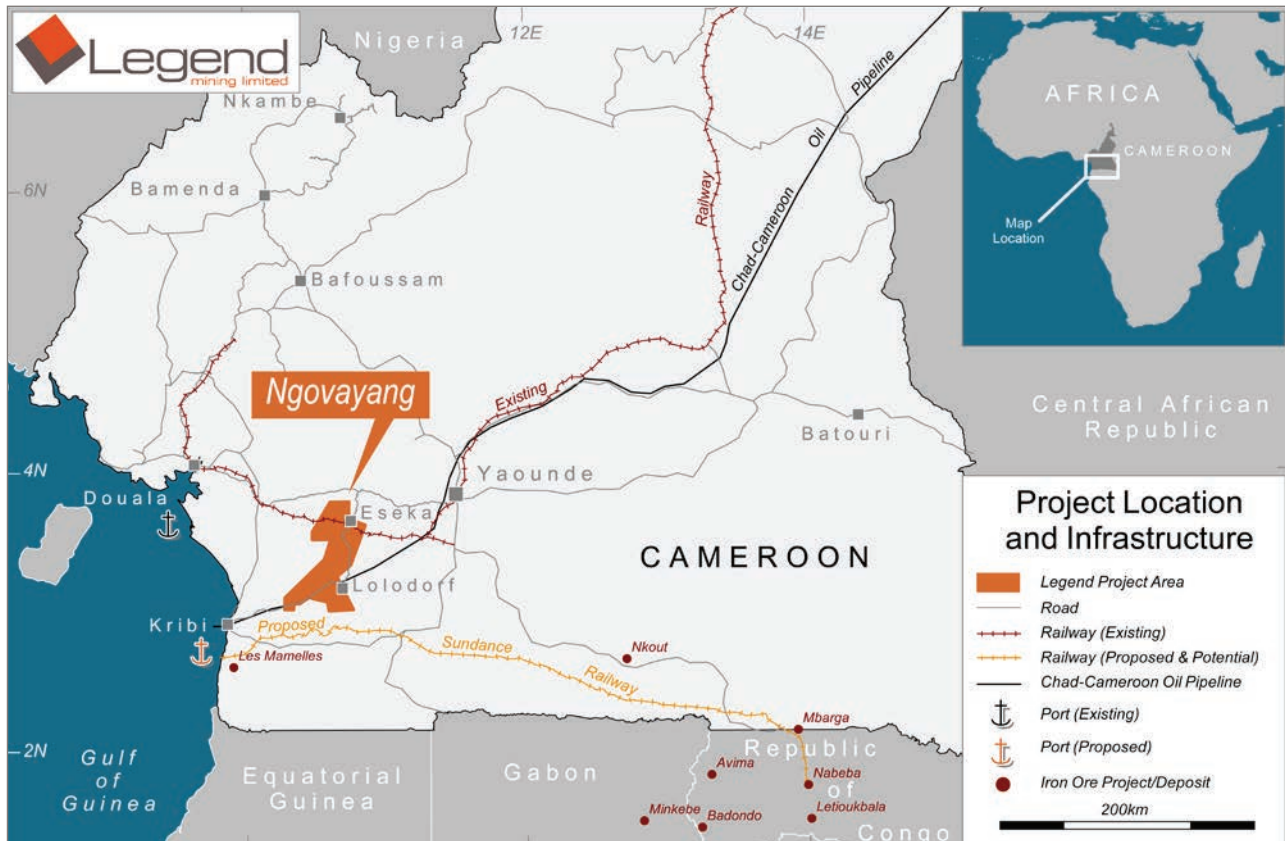 Legend
mining limited
Nigeria
12E
14E
Nkambe
6N
Bamenda
Bafoussam
Railway
Chad-Cameroon
Oil
Pipeline
AFRICA
CAMEROON
Map
Location
Ngovayang
Existing
Central African
Republic
Batouri
4N
Yaounde
Douala
Eseka
CAMEROON
Lolodorf
Kribi
Proposed
Sundance
Railway
Les Mamelles
Nkout
Mbarga
2N
Gulf
of
Guinea
Equatorial
Guinea
Gabon
Republic
of
Congo
Avima
Nabeba
Minkebe
Badondo
Letioukbala
Project Location
and Infrastructure
Legend Project Area
Road
Railway (Existing)
Railway (Proposed & Potential)
Chad-Cameroon Oil Pipeline
Port (Existing)
Port (Proposed)
Iron Ore Project/Deposit
200km